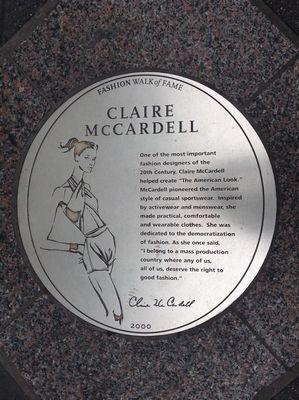 FASHION WALK of FAME
CLAIRE
McCARDELL
One of the most important
fashion designers of the
20th Century, Claire McCardell
helped create "The American Look."
McCardell pioneered the American
style of casual sportswear. Inspired
by activewear and menswear, she
made practical, comfortable
and wearable clothes. She was
dedicated to the democratization
of fashion. As she once said,
"I belong to a mass production
country where any of us,
all of us, deserve the right to
good fashion."
Claire McCardell
2000